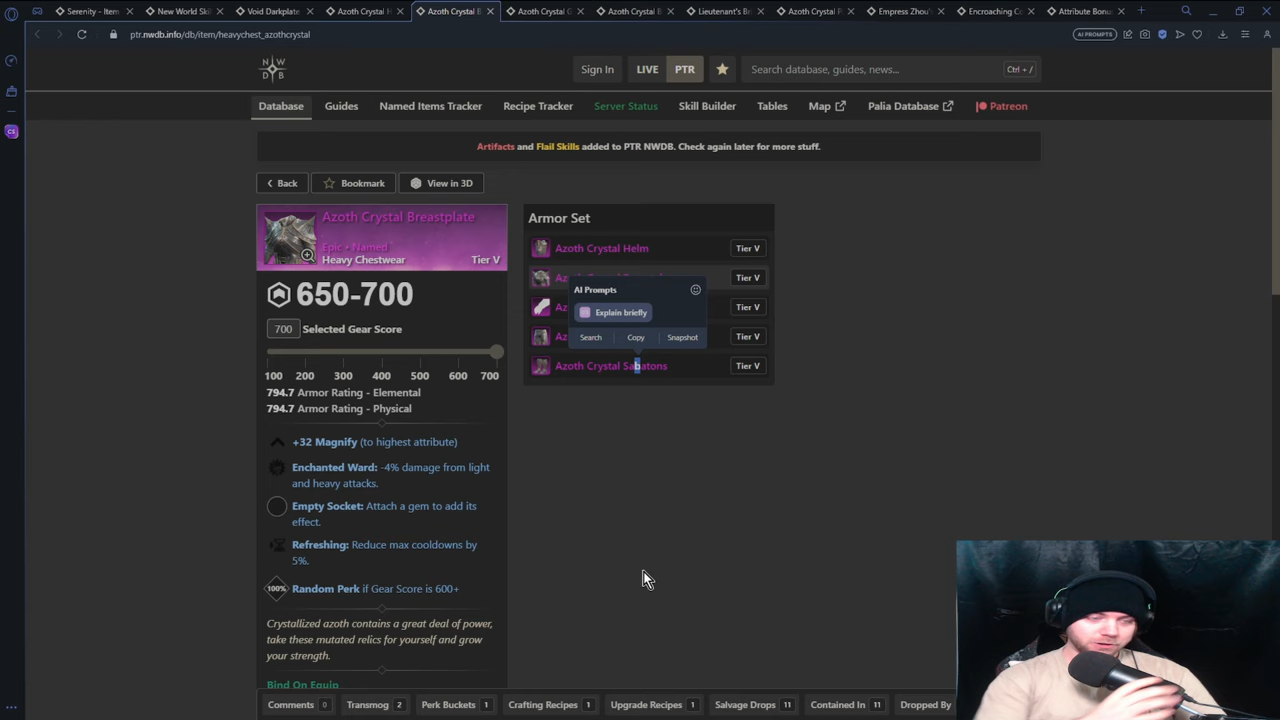 Serenity - Item
New World Ski
Void Darkplate
Azoth Crystal H
Azoth Crystal B
Azoth Crystal G
Azoth Crystal B
Lieutenant's Br
Azoth Crystal P
Empress Zhou's
Encroaching C
Attribute Bonu
ptr.nwdb.info/db/item/heavychest_azothcrystal
AI PROMPTS
CS
NW
DB
Sign In
LIVE
PTR
Search database, guides, news...
Ctrl + /
Database
Guides
Named Items Tracker
Recipe Tracker
Server Status
Skill Builder
Tables
Map
Palia Database
Patreon
Artifacts and Flail Skills added to PTR NWDB. Check again later for more stuff.
Back
Bookmark
View in 3D
Azoth Crystal Breastplate
Epic • Named
Heavy Chestwear
Tier V
650-700
700 Selected Gear Score
100 200 300 400 500 600 700
794.7 Armor Rating - Elemental
794.7 Armor Rating - Physical
+32 Magnify (to highest attribute)
Enchanted Ward: -4% damage from light
and heavy attacks.
Empty Socket: Attach a gem to add its
effect.
Refreshing: Reduce max cooldowns by
5%.
100% Random Perk if Gear Score is 600+
Crystallized azoth contains a great deal of power,
take these mutated relics for yourself and grow
your strength.
Bind On Equip
Armor Set
Azoth Crystal Helm
Tier V
Tier V
Tier V
Tier V
Azoth Crystal Sabatons
Tier V
AI Prompts
Explain briefly
Search
Copy
Snapshot
Comments 0
Transmog 2
Perk Buckets 1
Crafting Recipes 1
Upgrade Recipes 1
Salvage Drops 11
Contained In 11
Dropped By